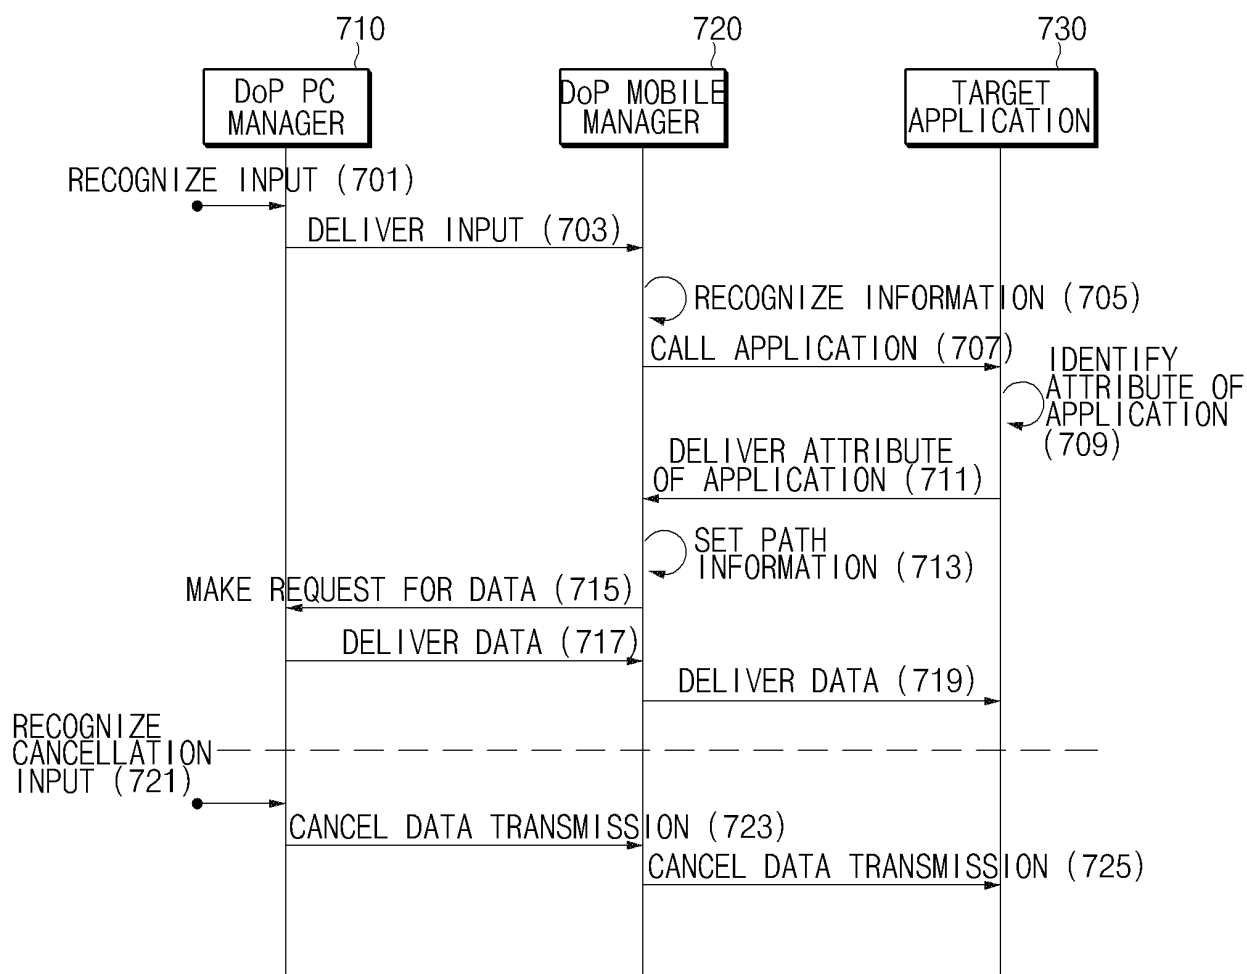 710
720
730
DoP PC
MANAGER
DoP MOBILE
MANAGER
TARGET
APPLICATION
RECOGNIZE INPUT (701)
DELIVER INPUT (703)
RECOGNIZE INFORMATION (705)
CALL APPLICATION (707)
IDENTIFY
ATTRIBUTE OF
APPLICATION
(709)
DELIVER ATTRIBUTE
OF APPLICATION (711)
SET PATH
INFORMATION (713)
MAKE REQUEST FOR DATA (715)
DELIVER DATA (717)
DELIVER DATA (719)
RECOGNIZE
CANCELLATION
INPUT (721)
CANCEL DATA TRANSMISSION (723)
CANCEL DATA TRANSMISSION (725)